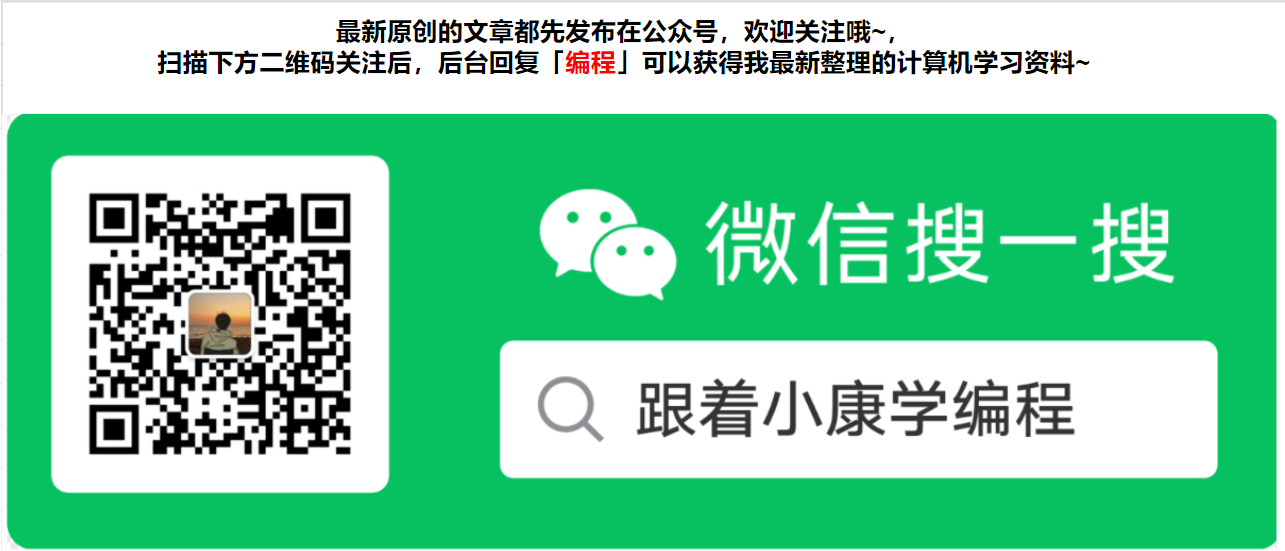 最新原创的文章都先发布在公众号，欢迎关注哦~，
扫描下方二维码关注后，后台回复「编程」可以获得我最新整理的计算机学习资料~
微信搜一搜
跟着小康学编程